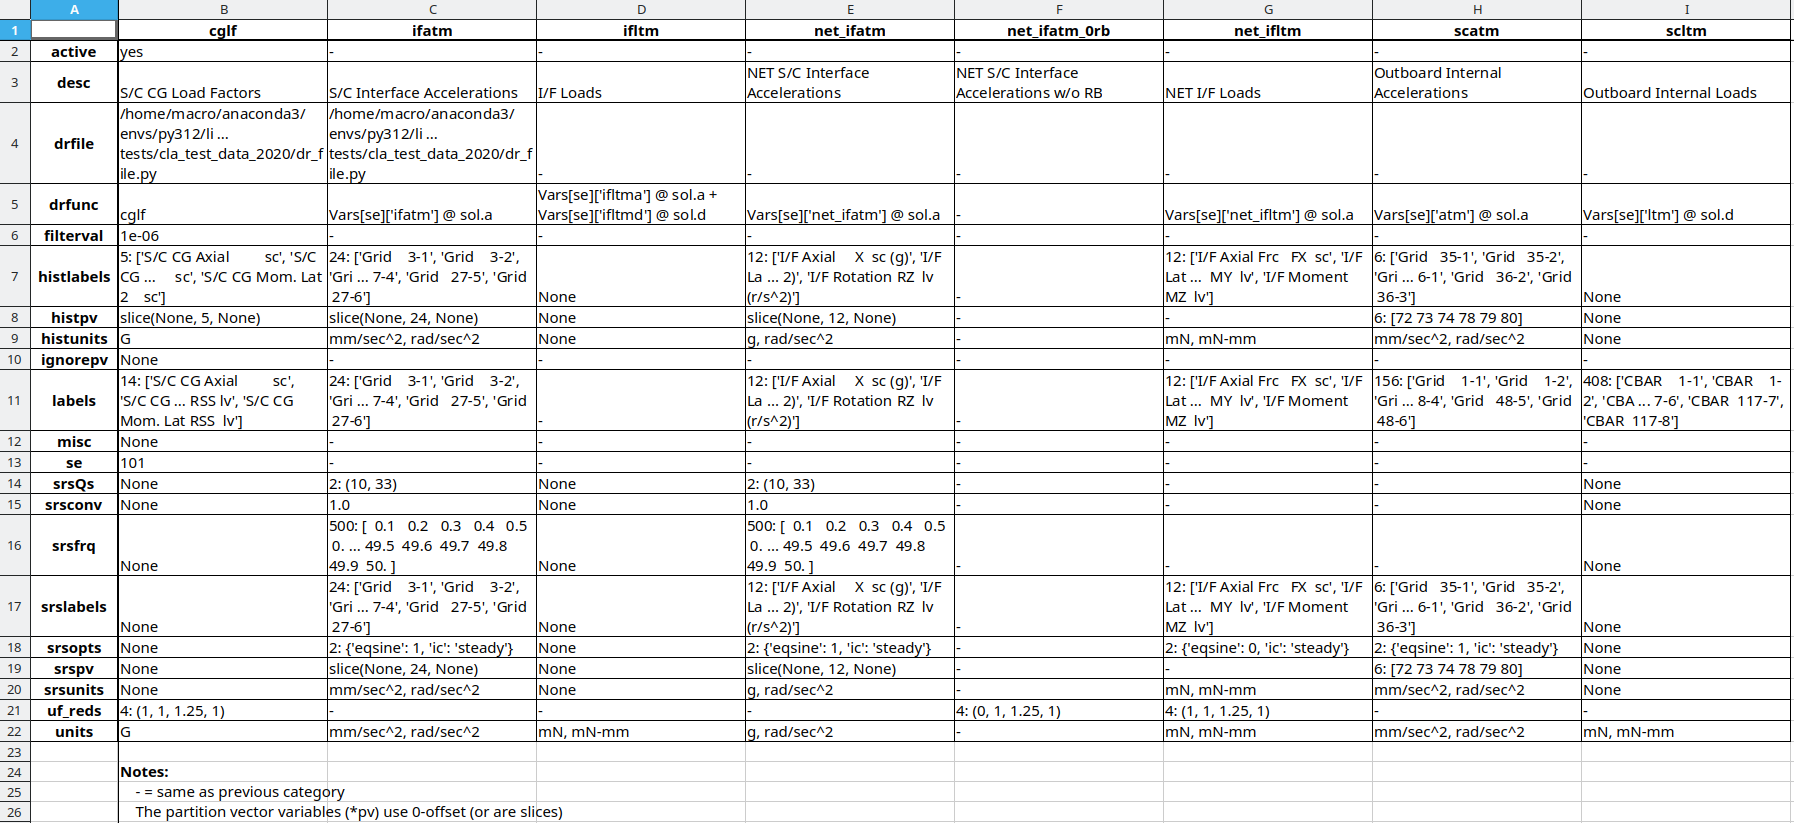 A B C D E F G H I
1 cglf ifatm ifltm net_ifatm net_ifatm_0rb net_ifltm scatm scltm
2 active yes - - - - - - -
3 desc S/C CG Load Factors S/C Interface Accelerations I/F Loads NET S/C Interface Accelerations NET S/C Interface Accelerations w/o RB NET I/F Loads Outboard Internal Accelerations Outboard Internal Loads
4 drfile /home/macro/anaconda3/envs/py312/li ... tests/cla_test_data_2020/dr_file.py /home/macro/anaconda3/envs/py312/li ... tests/cla_test_data_2020/dr_file.py - - - - - -
5 drfunc cglf Vars[se]['ifatm'] @ sol.a Vars[se]['ifltma'] @ sol.a + Vars[se]['ifltmd'] @ sol.d Vars[se]['net_ifatm'] @ sol.a - Vars[se]['net_ifltm'] @ sol.a Vars[se]['atm'] @ sol.a Vars[se]['ltm'] @ sol.d
6 filterval 1e-06 - - - - - - -
7 histlabels 5: ['S/C CG Axial sc', 'S/C CG ... sc', 'S/C CG Mom. Lat 2 sc'] 24: ['Grid 3-1', 'Grid 3-2', 'Gri ... 7-4', 'Grid 27-5', 'Grid 27-6'] None 12: ['I/F Axial X sc (g)', 'I/F La ... 2)', 'I/F Rotation RZ lv (r/s^2)'] - 12: ['I/F Axial Frc FX sc', 'I/F Lat ... MY lv', 'I/F Moment MZ lv'] 6: ['Grid 35-1', 'Grid 35-2', 'Gri ... 6-1', 'Grid 36-2', 'Grid 36-3'] None
8 histpv slice(None, 5, None) slice(None, 24, None) None slice(None, 12, None) - - 6: [72 73 74 78 79 80] None
9 histunits G mm/sec^2, rad/sec^2 None g, rad/sec^2 - mN, mN-mm mm/sec^2, rad/sec^2 None
10 ignorepv None - - - - - - -
11 labels 14: ['S/C CG Axial sc', 'S/C CG ... RSS lv', 'S/C CG Mom. Lat RSS lv'] 24: ['Grid 3-1', 'Grid 3-2', 'Gri ... 7-4', 'Grid 27-5', 'Grid 27-6'] - 12: ['I/F Axial X sc (g)', 'I/F La ... 2)', 'I/F Rotation RZ lv (r/s^2)'] - 12: ['I/F Axial Frc FX sc', 'I/F Lat ... MY lv', 'I/F Moment MZ lv'] 156: ['Grid 1-1', 'Grid 1-2', 'Gri ... 8-4', 'Grid 48-5', 'Grid 48-6'] 408: ['CBAR 1-1', 'CBAR 1-2', 'CBA ... 7-6', 'CBAR 117-7', 'CBAR 117-8']
12 misc None - - - - - - -
13 se 101 - - - - - - -
14 srsQs None 2: (10, 33) None 2: (10, 33) - - - None
15 srsconv None 1.0 None 1.0 - - - None
16 srsfrq None 500: [ 0.1 0.2 0.3 0.4 0.5 0. ... 49.5 49.6 49.7 49.8 49.9 50. ] None 500: [ 0.1 0.2 0.3 0.4 0.5 0. ... 49.5 49.6 49.7 49.8 49.9 50. ] - - - None
17 srslabels None 24: ['Grid 3-1', 'Grid 3-2', 'Gri ... 7-4', 'Grid 27-5', 'Grid 27-6'] None 12: ['I/F Axial X sc (g)', 'I/F La ... 2)', 'I/F Rotation RZ lv (r/s^2)'] - 12: ['I/F Axial Frc FX sc', 'I/F Lat ... MY lv', 'I/F Moment MZ lv'] 6: ['Grid 35-1', 'Grid 35-2', 'Gri ... 6-1', 'Grid 36-2', 'Grid 36-3'] None
18 srsopts None 2: {'eqsine': 1, 'ic': 'steady'} None 2: {'eqsine': 1, 'ic': 'steady'} - 2: {'eqsine': 0, 'ic': 'steady'} 2: {'eqsine': 1, 'ic': 'steady'} None
19 srspv None slice(None, 24, None) None slice(None, 12, None) - - 6: [72 73 74 78 79 80] None
20 srsunits None mm/sec^2, rad/sec^2 None g, rad/sec^2 - mN, mN-mm mm/sec^2, rad/sec^2 None
21 uf_reds 4: (1, 1, 1.25, 1) - - - 4: (0, 1, 1.25, 1) 4: (1, 1, 1.25, 1) - -
22 units G mm/sec^2, rad/sec^2 mN, mN-mm g, rad/sec^2 - mN, mN-mm mm/sec^2, rad/sec^2 mN, mN-mm
23
24 Notes:
25 - = same as previous category
26 The partition vector variables (*pv) use 0-offset (or are slices)